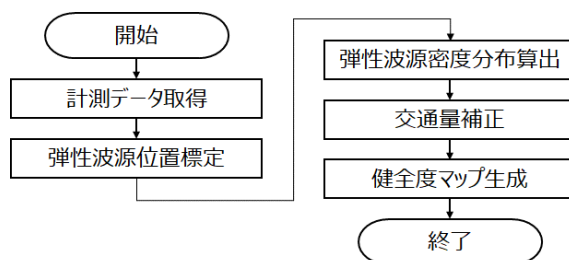 開始
計測データ取得
弾性波源位置標定
弾性波源密度分布算出
交通量補正
健全度マップ生成
終了